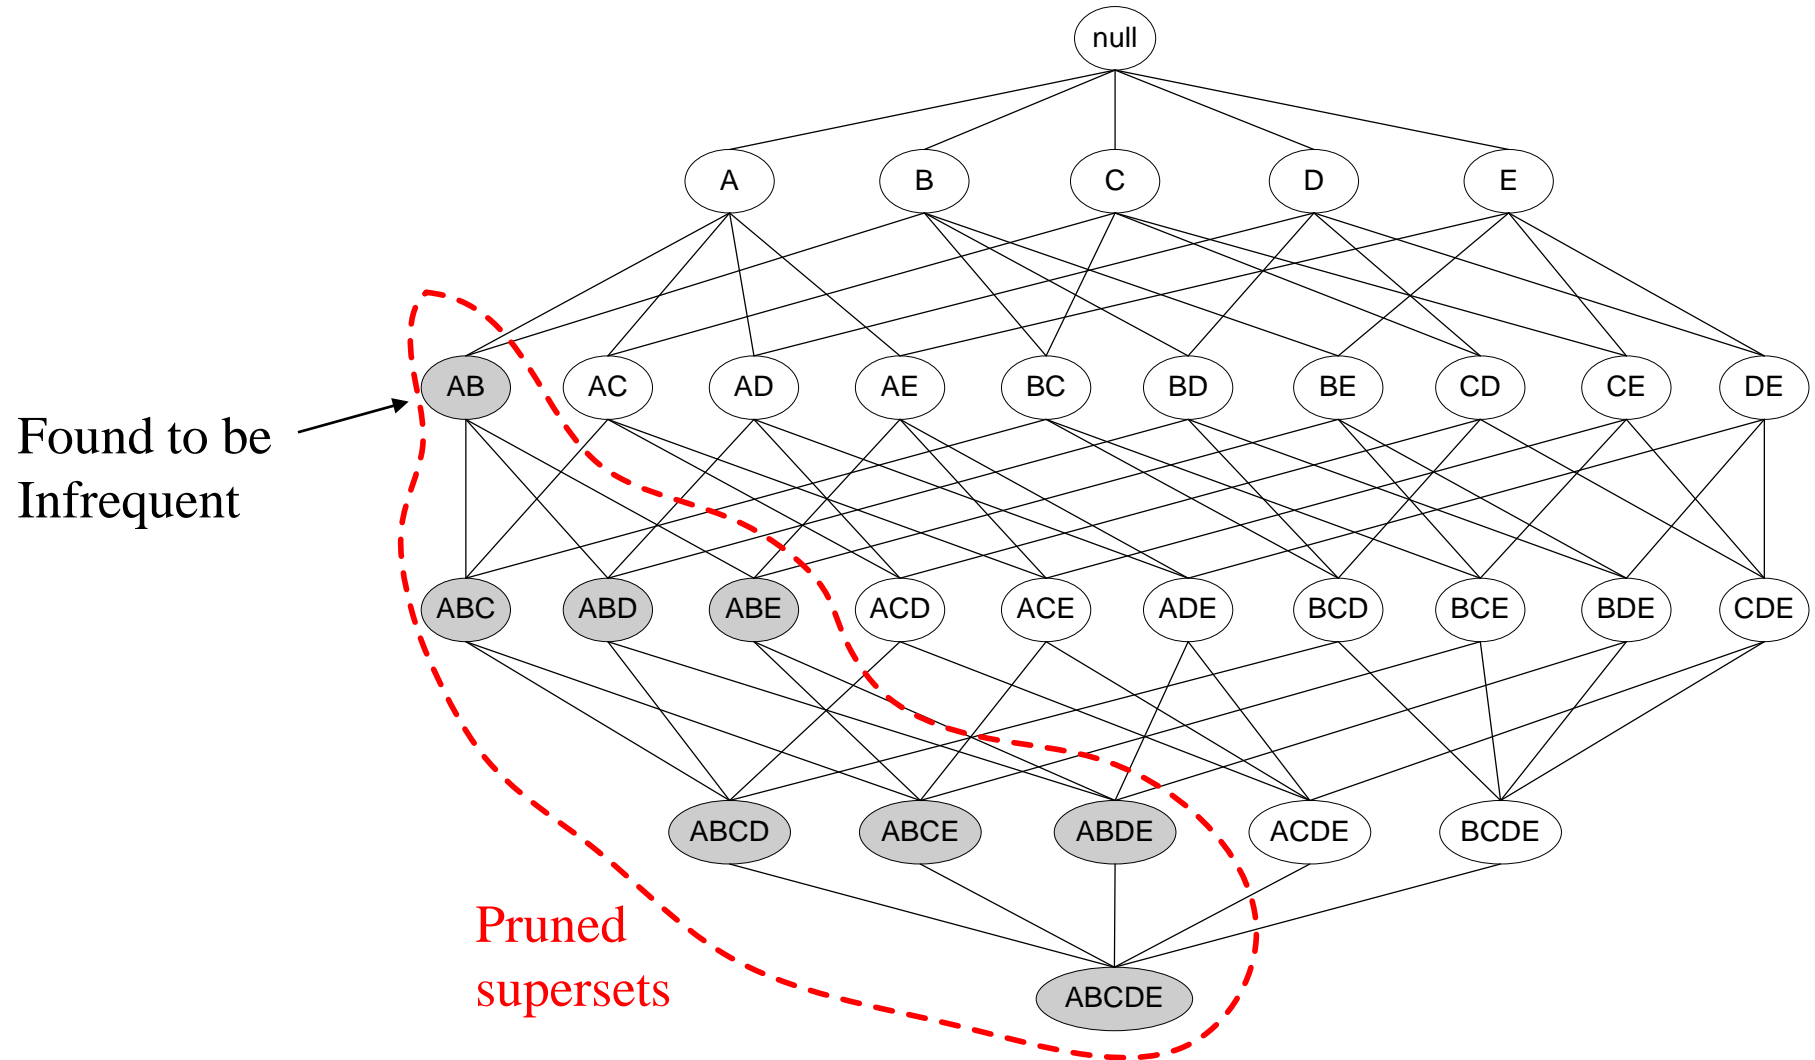 null
A B C D E
AB AC AD AE BC BD BE CD CE DE
Found to be
Infrequent
ABC ABD ABE ACD ACE ADE BCD BCE BDE CDE
ABCD ABCE ABDE ACDE BCDE
Pruned
supersets
ABCDE